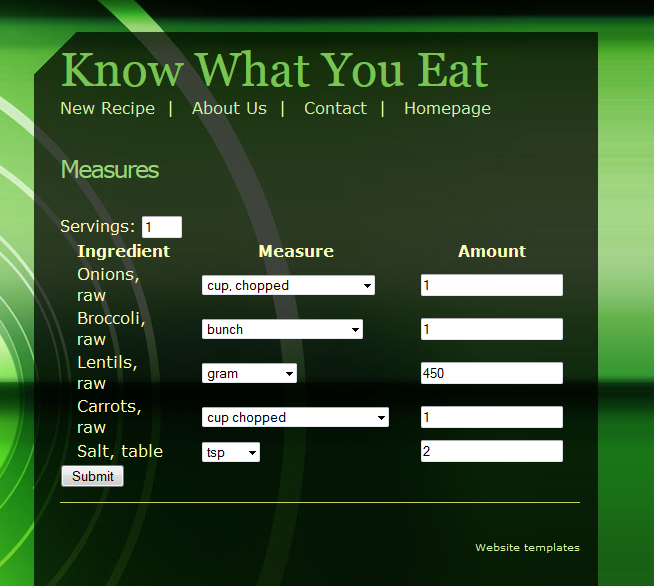 Know What You Eat
New Recipe | About Us | Contact | Homepage
Measures
Servings: 1
Ingredient Measure Amount
Onions, raw cup, chopped 1
Broccoli, raw bunch 1
Lentils, raw gram 450
Carrots, raw cup chopped 1
Salt, table tsp 2
Submit
Website templates